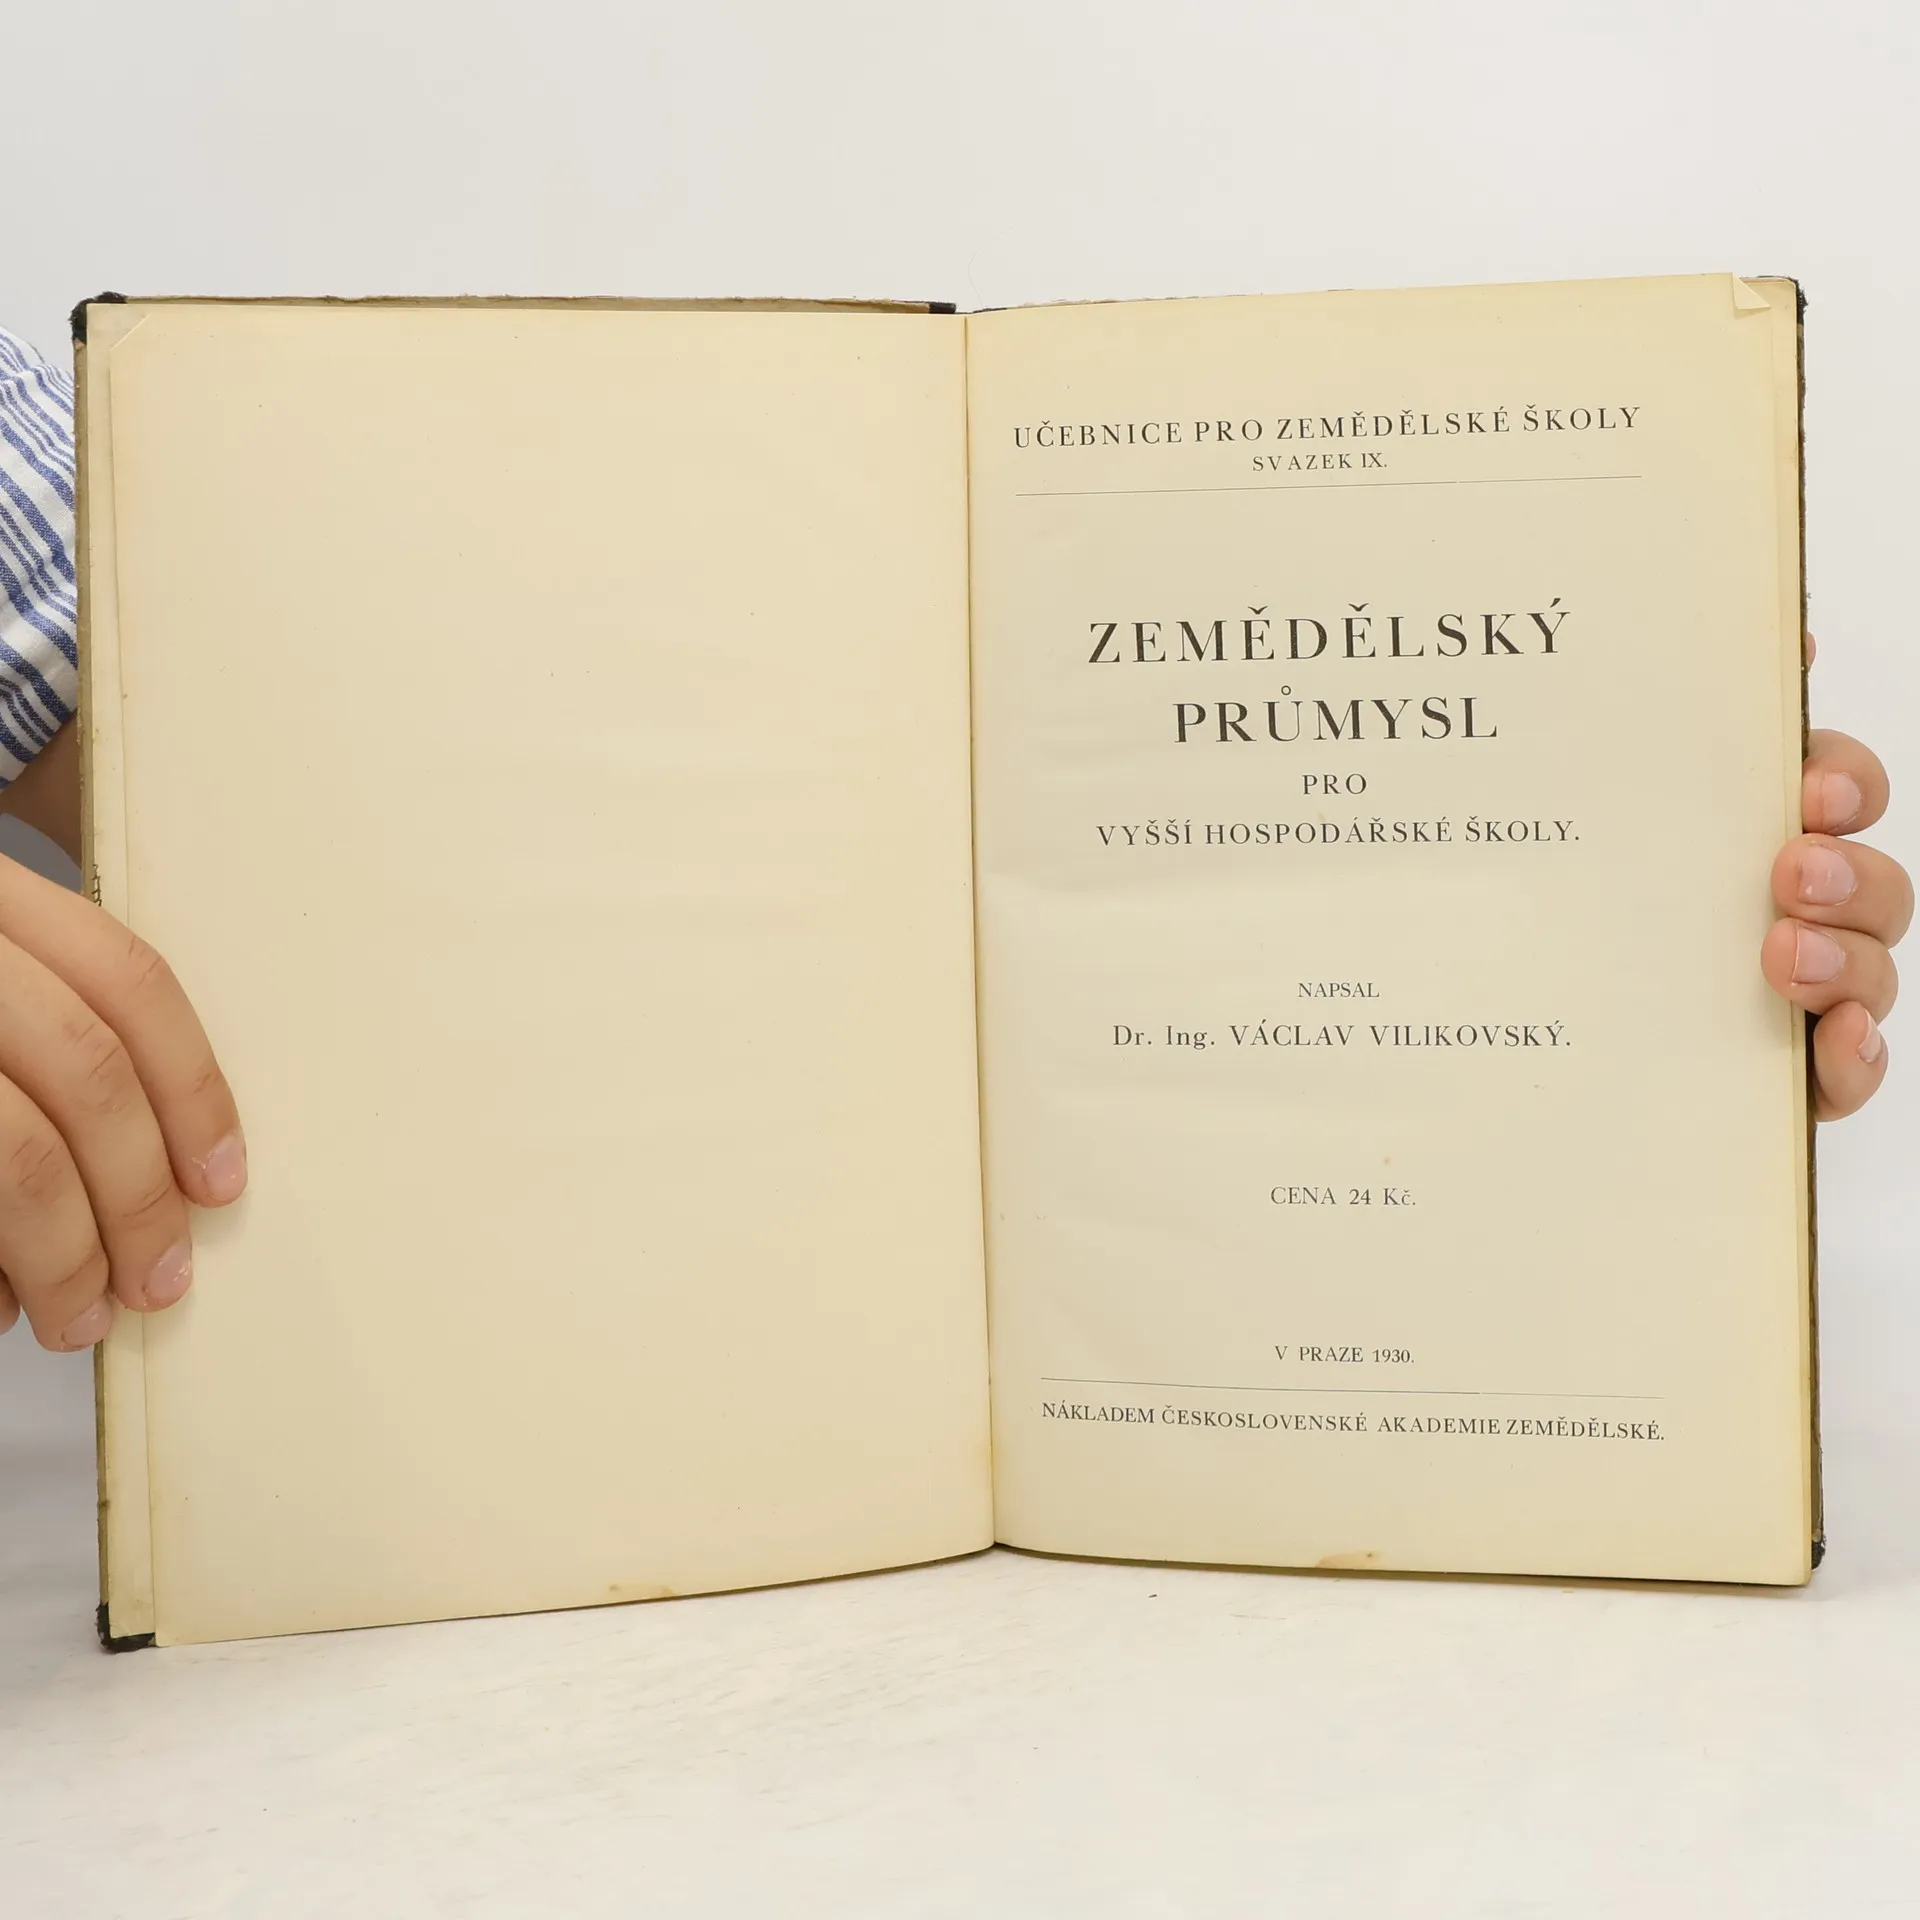 UČEBNICE PRO ZEMĚDĚLSKÉ ŠKOLY
SVAZEK IX.
ZEMĚDĚLSKÝ
PRŮMYSL
PRO
VYŠŠÍ HOSPODÁŘSKÉ ŠKOLY.
NAPSAL
Dr. Ing. VÁCLAV VILIKOVSKÝ.
CENA 24 Kč.
V PRAZE 1930.
NÁKLADEM ČESKOSLOVENSKÉ AKADEMIE ZEMĚDĚLSKÉ.